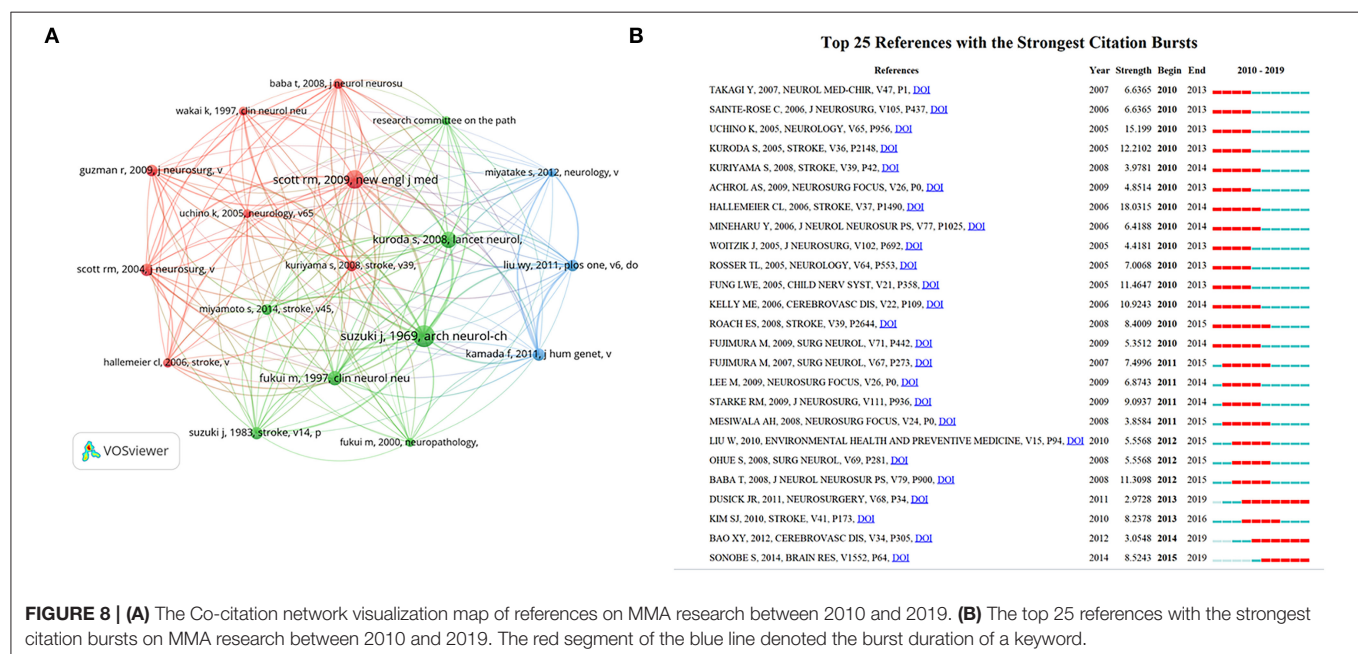 A
baba t, 2008, j neurol neurosu
wakai k, 1997, clin neurol neu
research committee on the path
guzman r, 2009, j neurosurg, v
scott rm, 2009, new engl j med
miyatake s, 2012, neurology, v
uchino k, 2005, neurology, v65
kuroda s, 2008, lancet neurol,
scott rm, 2004, j neurosurg, v
kuriyama s, 2008, stroke, v39,
liu wy, 2011, plos one, v6, do
miyamoto s, 2014, stroke, v45,
suzuki j, 1969, arch neurol-ch
kamada f, 2011, j hum genet, v
hallemeier cl, 2006, stroke, v
fukui m, 1997, clin neurol neu
suzuki j, 1983, stroke, v14, p
fukui m, 2000, neuropathology,
VOSviewer
B
Top 25 References with the Strongest Citation Bursts
References Year Strength Begin End 2010 - 2019
TAKAGI Y, 2007, NEUROL MED-CHIR, V47, P1, DOI 2007 6.6365 2010 2013
SAINTE-ROSE C, 2006, J NEUROSURG, V105, P437, DOI 2006 6.6365 2010 2013
UCHINO K, 2005, NEUROLOGY, V65, P956, DOI 2005 15.199 2010 2013
KURODA S, 2005, STROKE, V36, P2148, DOI 2005 12.2102 2010 2013
KURIYAMA S, 2008, STROKE, V39, P42, DOI 2008 3.9781 2010 2014
ACHROL AS, 2009, NEUROSURG FOCUS, V26, P0, DOI 2009 4.8514 2010 2013
HALLEMEIER CL, 2006, STROKE, V37, P1490, DOI 2006 18.0315 2010 2014
MINEHARU Y, 2006, J NEUROL NEUROSUR PS, V77, P1025, DOI 2006 6.4188 2010 2014
WOITZIK J, 2005, J NEUROSURG, V102, P692, DOI 2005 4.4181 2010 2013
ROSSER TL, 2005, NEUROLOGY, V64, P553, DOI 2005 7.0068 2010 2013
FUNG LWE, 2005, CHILD NERV SYST, V21, P358, DOI 2005 11.4647 2010 2013
KELLY ME, 2006, CEREBROVASC DIS, V22, P109, DOI 2006 10.9243 2010 2014
ROACH ES, 2008, STROKE, V39, P2644, DOI 2008 8.4009 2010 2015
FUJIMURA M, 2009, SURG NEUROL, V71, P442, DOI 2009 5.3512 2010 2014
FUJIMURA M, 2007, SURG NEUROL, V67, P273, DOI 2007 7.4996 2011 2015
LEE M, 2009, NEUROSURG FOCUS, V26, P0, DOI 2009 6.8743 2011 2014
STARKE RM, 2009, J NEUROSURG, V111, P936, DOI 2009 9.0937 2011 2014
MESIWALA AH, 2008, NEUROSURG FOCUS, V24, P0, DOI 2008 3.8584 2011 2015
LIU W, 2010, ENVIRONMENTAL HEALTH AND PREVENTIVE MEDICINE, V15, P94, DOI 2010 5.5568 2012 2015
OHUE S, 2008, SURG NEUROL, V69, P281, DOI 2008 5.5568 2012 2015
BABA T, 2008, J NEUROL NEUROSUR PS, V79, P900, DOI 2008 11.3098 2012 2015
DUSICK JR, 2011, NEUROSURGERY, V68, P34, DOI 2011 2.9728 2013 2019
KIM SJ, 2010, STROKE, V41, P173, DOI 2010 8.2378 2013 2016
BAO XY, 2012, CEREBROVASC DIS, V34, P305, DOI 2012 3.0548 2014 2019
SONOBE S, 2014, BRAIN RES, V1552, P64, DOI 2014 8.5243 2015 2019
FIGURE 8 | (A) The Co-citation network visualization map of references on MMA research between 2010 and 2019. (B) The top 25 references with the strongest
citation bursts on MMA research between 2010 and 2019. The red segment of the blue line denoted the burst duration of a keyword.